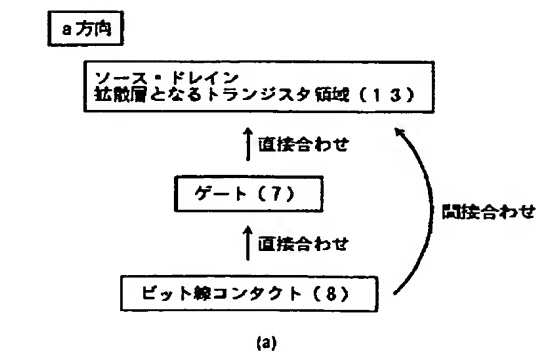 a方向
ソース・ドレイン
拡散層となるトランジスタ領域(13)
直接合わせ
ゲート(7)
間接合わせ
直接合わせ
ビット線コンタクト(8)
(a)